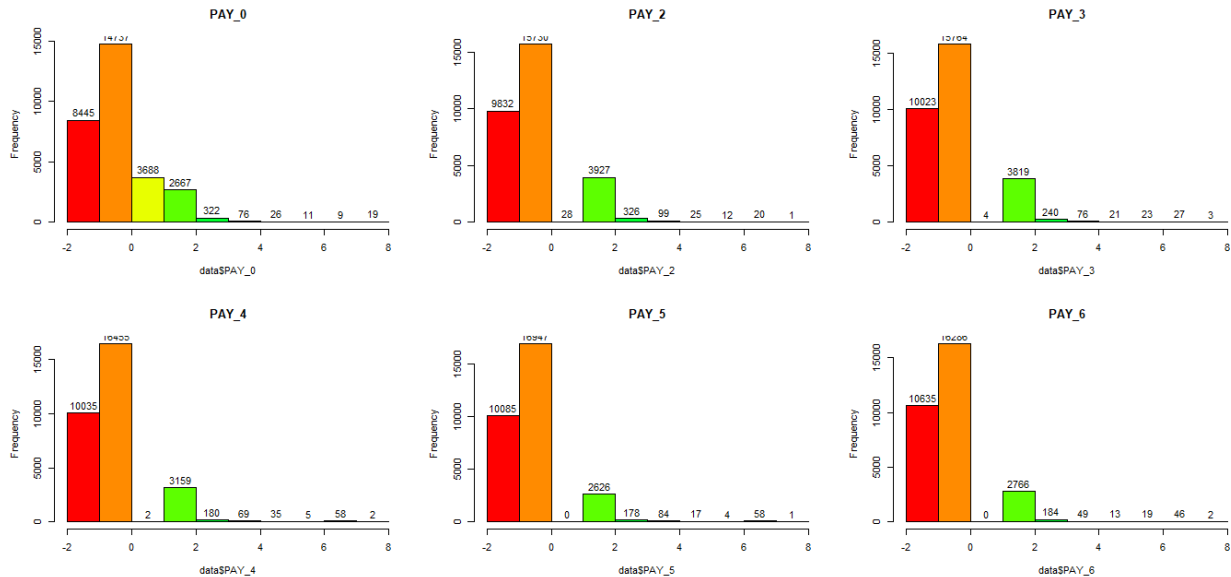 PAY_0
Frequency
0 5000 10000 15000
8445 14737 3688 2667 322 76 26 11 9 19
-2 0 2 4 6 8
data$PAY_0
PAY_2
Frequency
0 5000 10000 15000
9832 15730 28 3927 326 99 25 12 20 1
-2 0 2 4 6 8
data$PAY_2
PAY_3
Frequency
0 5000 10000 15000
10023 15764 4 3819 240 76 21 23 27 3
-2 0 2 4 6 8
data$PAY_3
PAY_4
Frequency
0 5000 10000 15000
10035 16455 2 3159 180 69 35 5 58 2
-2 0 2 4 6 8
data$PAY_4
PAY_5
Frequency
0 5000 10000 15000
10085 16947 0 2626 178 84 17 4 58 1
-2 0 2 4 6 8
data$PAY_5
PAY_6
Frequency
0 5000 10000 15000
10635 16286 0 2766 184 49 13 19 46 2
-2 0 2 4 6 8
data$PAY_6